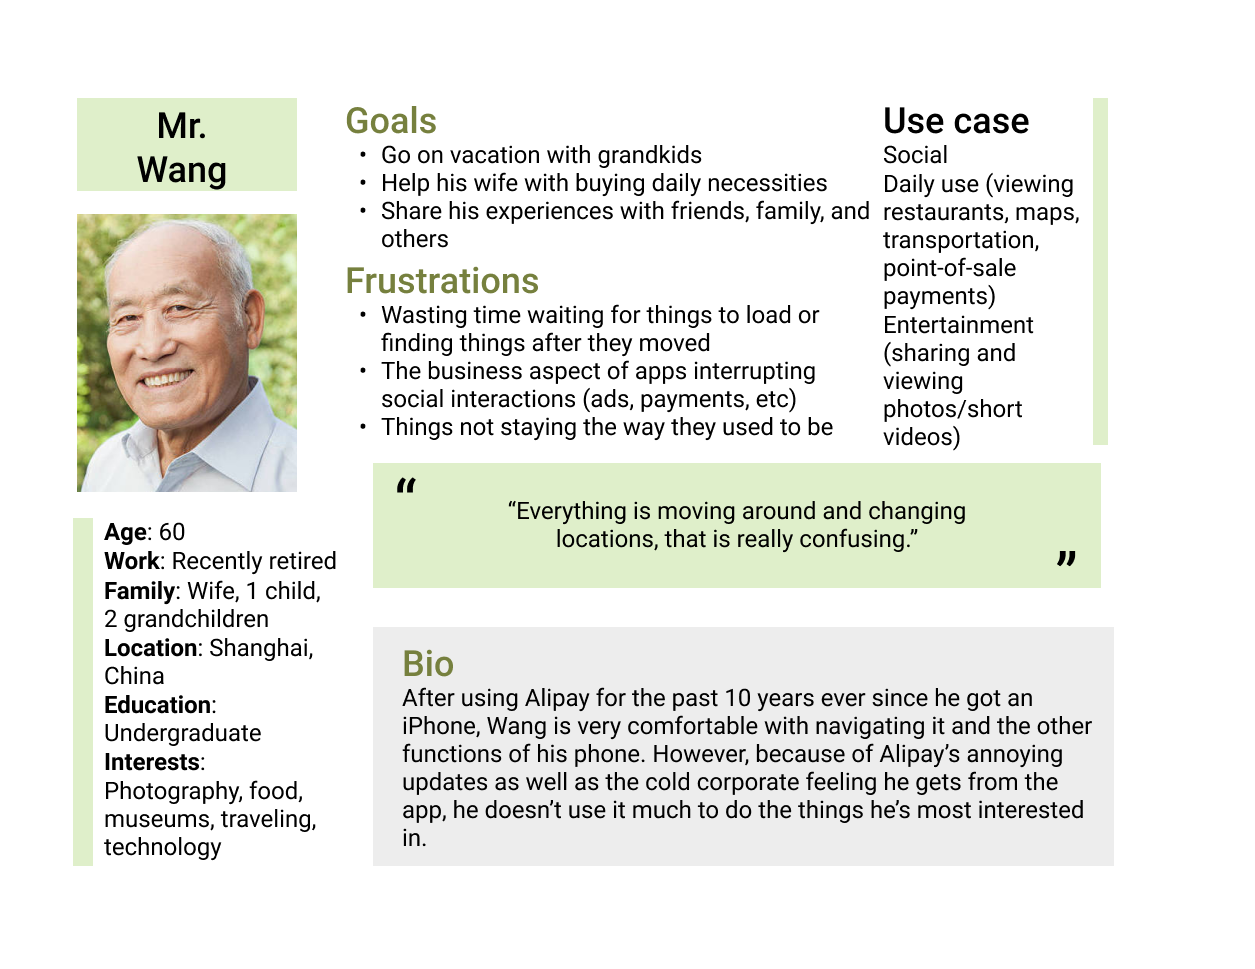 Mr.
Wang
Goals
• Go on vacation with grandkids
• Help his wife with buying daily necessities
• Share his experiences with friends, family, and
others
Frustrations
• Wasting time waiting for things to load or
finding things after they moved
• The business aspect of apps interrupting
social interactions (ads, payments, etc)
• Things not staying the way they used to be
Use case
Social
Daily use (viewing
restaurants, maps,
transportation,
point-of-sale
payments)
Entertainment
(sharing and
viewing
photos/short
videos)
“
“Everything is moving around and changing
locations, that is really confusing.”
”
Age: 60
Work: Recently retired
Family: Wife, 1 child,
2 grandchildren
Location: Shanghai,
China
Education:
Undergraduate
Interests:
Photography, food,
museums, traveling,
technology
Bio
After using Alipay for the past 10 years ever since he got an
iPhone, Wang is very comfortable with navigating it and the other
functions of his phone. However, because of Alipay’s annoying
updates as well as the cold corporate feeling he gets from the
app, he doesn’t use it much to do the things he’s most interested
in.